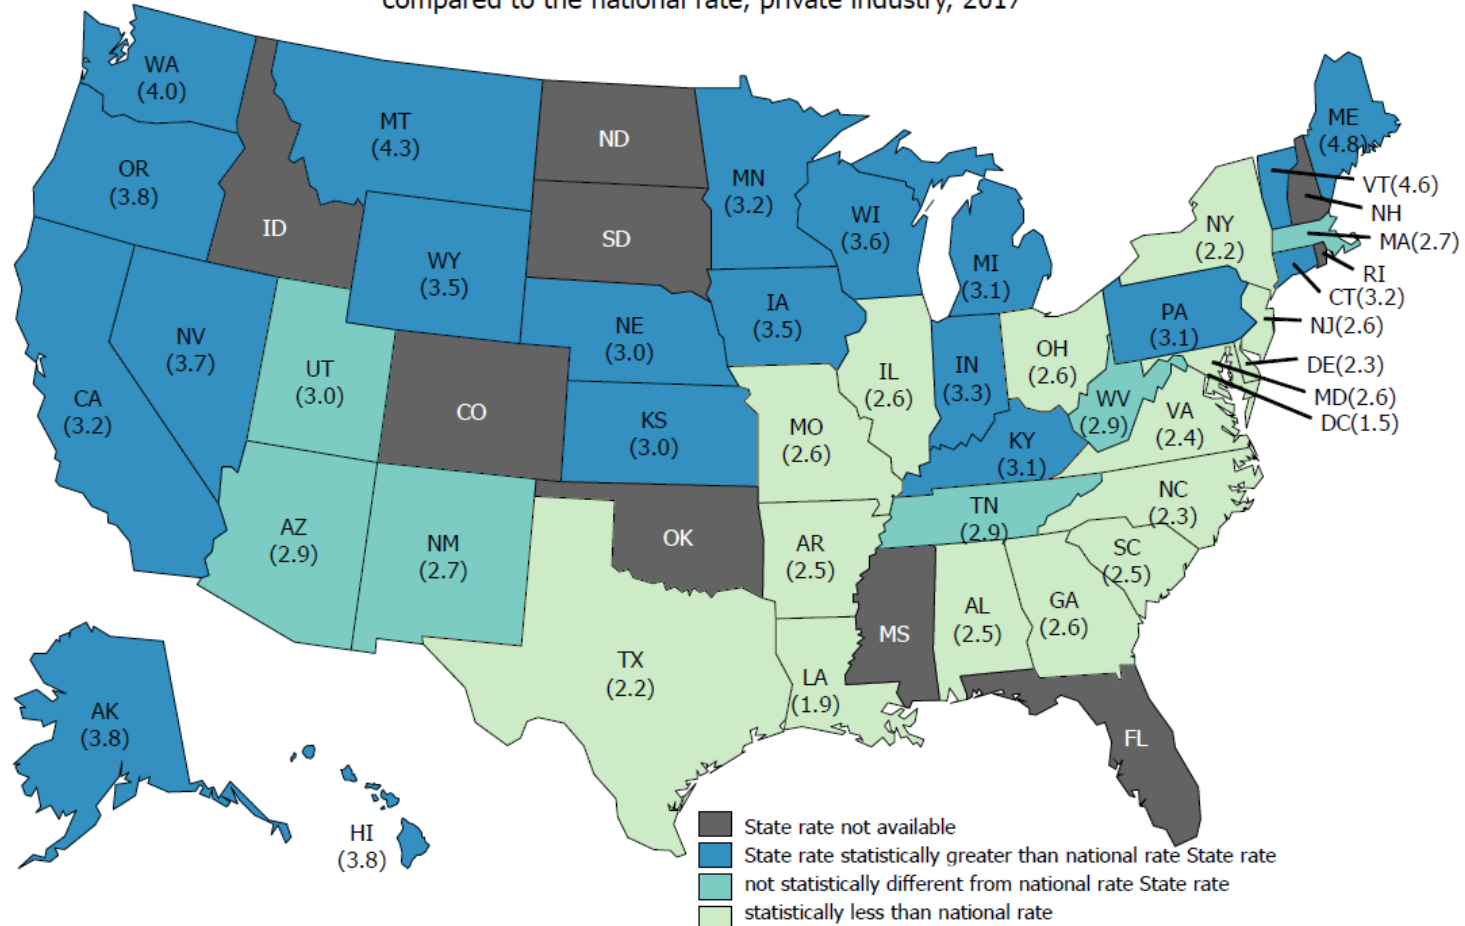 compared to the national rate, private industry, 2017
WA
(4.0)
MT
(4.3)
ND
MN
(3.2)
ME
(4.8)
OR
(3.8)
ID
SD
WI
(3.6)
VT(4.6)
NH
NY
(2.2)
MA(2.7)
WY
(3.5)
MI
(3.1)
RI
CT(3.2)
NV
(3.7)
NE
(3.0)
IA
(3.5)
PA
(3.1)
NJ(2.6)
UT
(3.0)
IL
(2.6)
IN
(3.3)
OH
(2.6)
DE(2.3)
MD(2.6)
DC(1.5)
CA
(3.2)
CO
KS
(3.0)
MO
(2.6)
KY
(3.1)
WV
(2.9)
VA
(2.4)
AZ
(2.9)
NM
(2.7)
OK
AR
(2.5)
TN
(2.9)
NC
(2.3)
SC
(2.5)
TX
(2.2)
LA
(1.9)
MS
AL
(2.5)
GA
(2.6)
AK
(3.8)
HI
(3.8)
FL
State rate not available
State rate statistically greater than national rate State rate
not statistically different from national rate State rate
statistically less than national rate